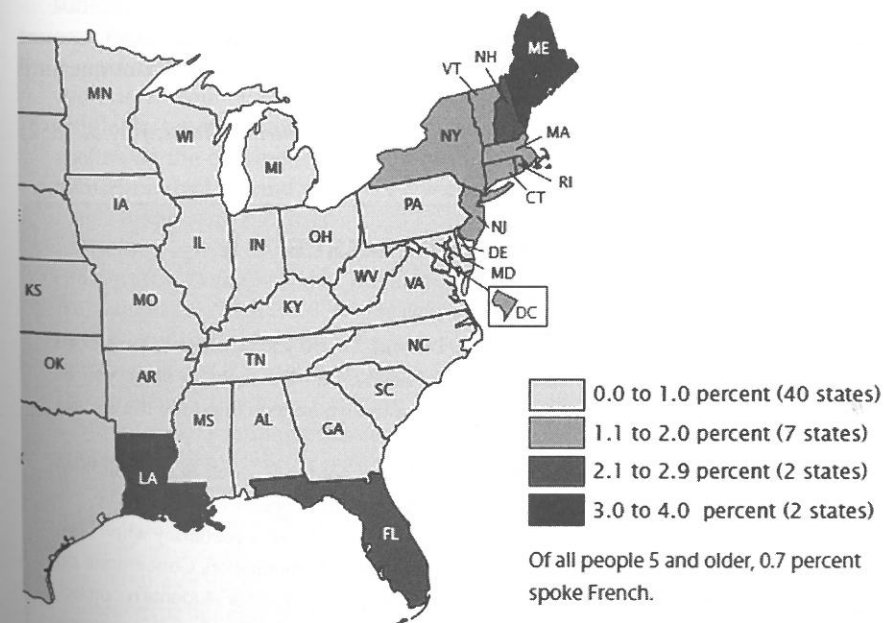 ME
NH
VT
MN
NY
MA
WI
MI
RI
CT
IA
PA
NJ
OH
IL
IN
DE
MD
WV
VA
KS
MO
DC
KY
NC
TN
OK
AR
SC
MS
AL
GA
LA
FL
0.0 to 1.0 percent (40 states)
1.1 to 2.0 percent (7 states)
2.1 to 2.9 percent (2 states)
3.0 to 4.0 percent (2 states)
Of all people 5 and older, 0.7 percent
spoke French.